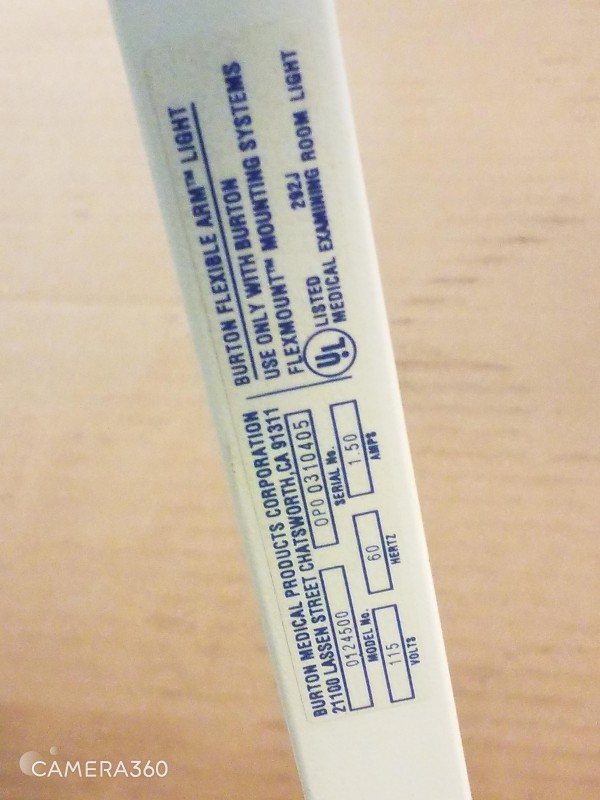 BURTON MEDICAL PRODUCTS CORPORATION
21100 LASSEN STREET CHATSWORTH, CA 91311
0124500
MODEL No.
OPO 0310405
SERIAL No.
115
VOLTS
60
HERTZ
1.50
AMPS
BURTON FLEXIBLE ARM™ LIGHT
USE ONLY WITH BURTON
FLEXMOUNT™ MOUNTING SYSTEMS
UL
LISTED 292J
MEDICAL EXAMINING ROOM LIGHT
CAMERA360